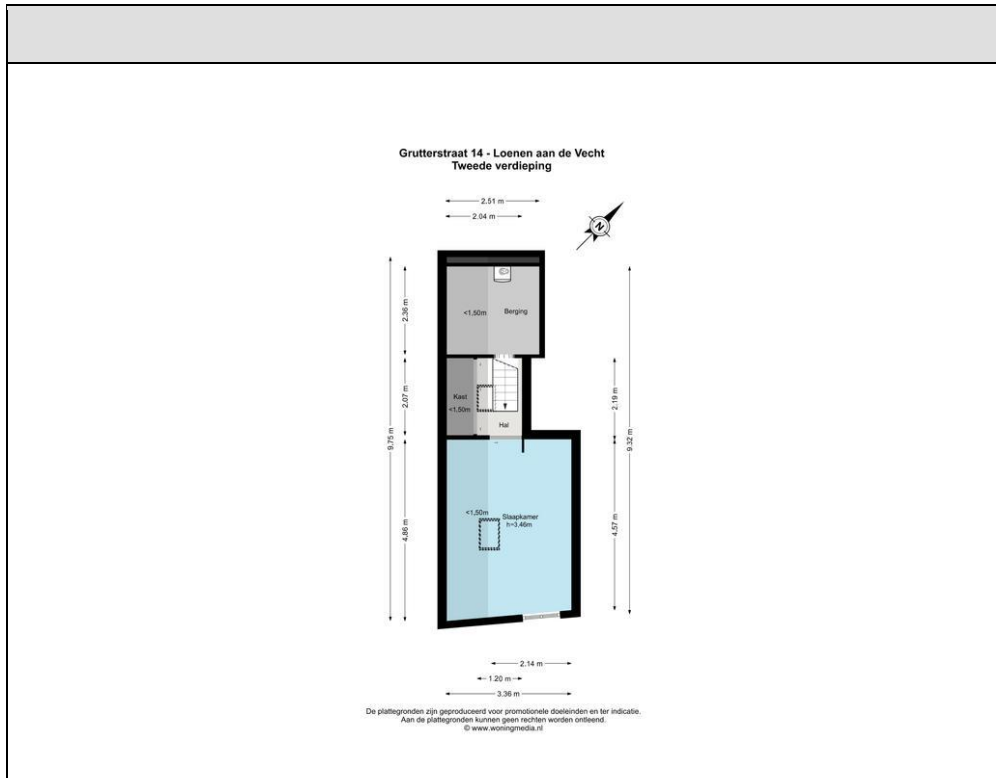 Grutterstraat 14 - Loenen aan de Vecht
Tweede verdieping
2.51 m
2.04 m
N
<1,50m
Berging
2.36 m
Kast
<1,50m
Hal
2.07 m
2.19 m
9.75 m
9.32 m
<1,50m
Slaapkamer
h=3,46m
4.86 m
4.57 m
2.14 m
1.20 m
3.36 m
De plattegronden zijn geproduceerd voor promotionele doeleinden en ter indicatie.
Aan de plattegronden kunnen geen rechten worden ontleend.
© www.woningmedia.nl